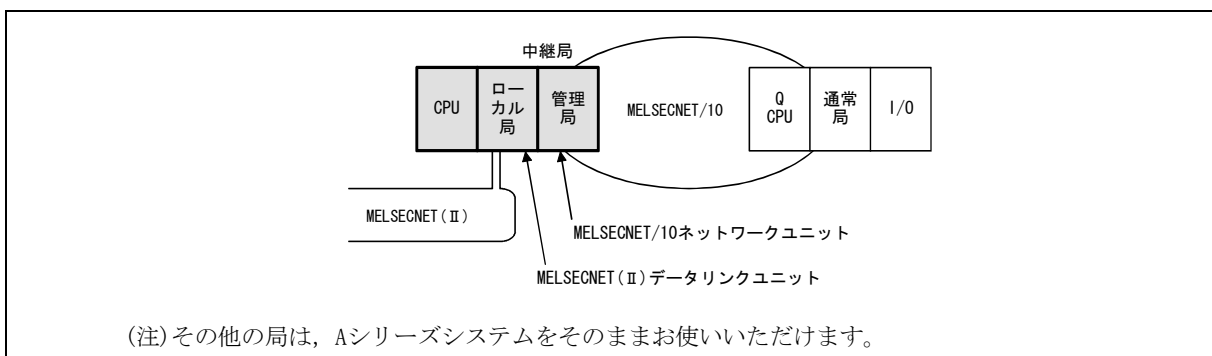 中継局
CPU
ロー
カル
局
管理
局
MELSECNET/10
Q
CPU
通常
局
I/O
MELSECNET(Ⅱ)
MELSECNET/10ネットワークユニット
MELSECNET(Ⅱ)データリンクユニット
(注)その他の局は，Aシリーズシステムをそのままお使いいただけます。